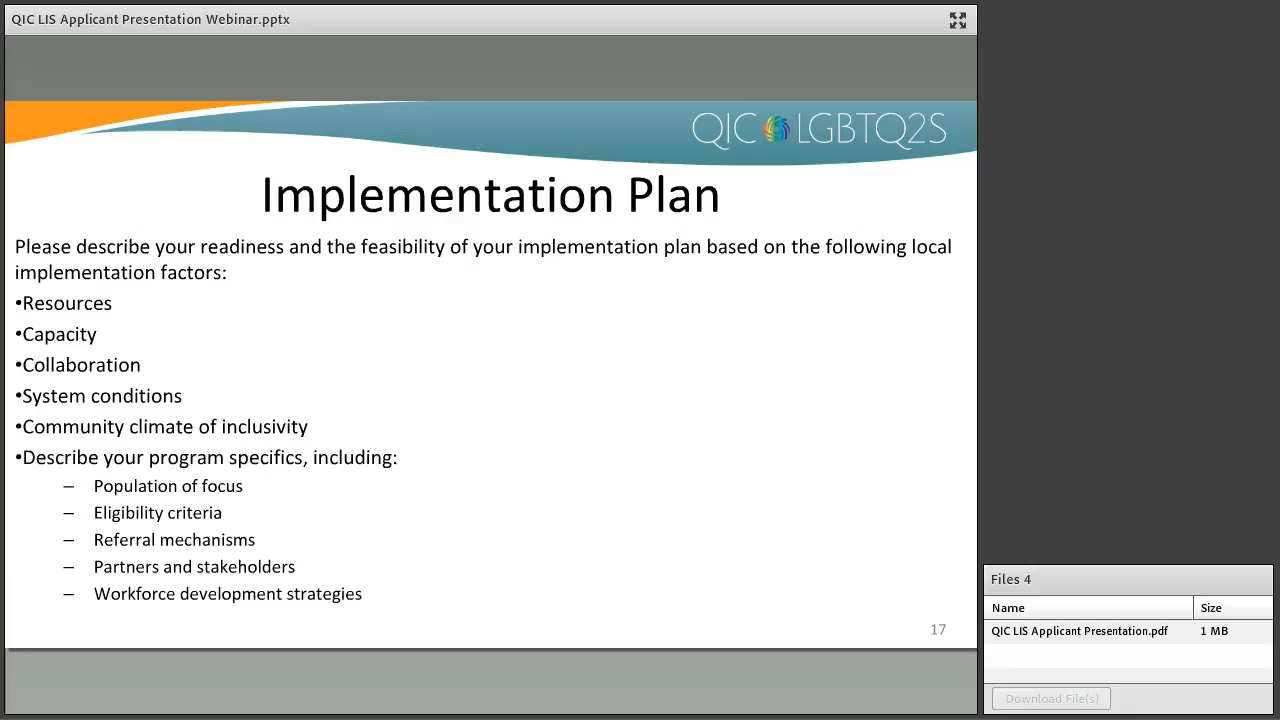 QIC LIS Applicant Presentation Webinar.pptx
QIC LGBTQ2S
Implementation Plan
Please describe your readiness and the feasibility of your implementation plan based on the following local
implementation factors:
•Resources
•Capacity
•Collaboration
•System conditions
•Community climate of inclusivity
•Describe your program specifics, including:
– Population of focus
– Eligibility criteria
– Referral mechanisms
– Partners and stakeholders
– Workforce development strategies
17
Files 4
Name Size
QIC LIS Applicant Presentation.pdf 1 MB
Download File(s)